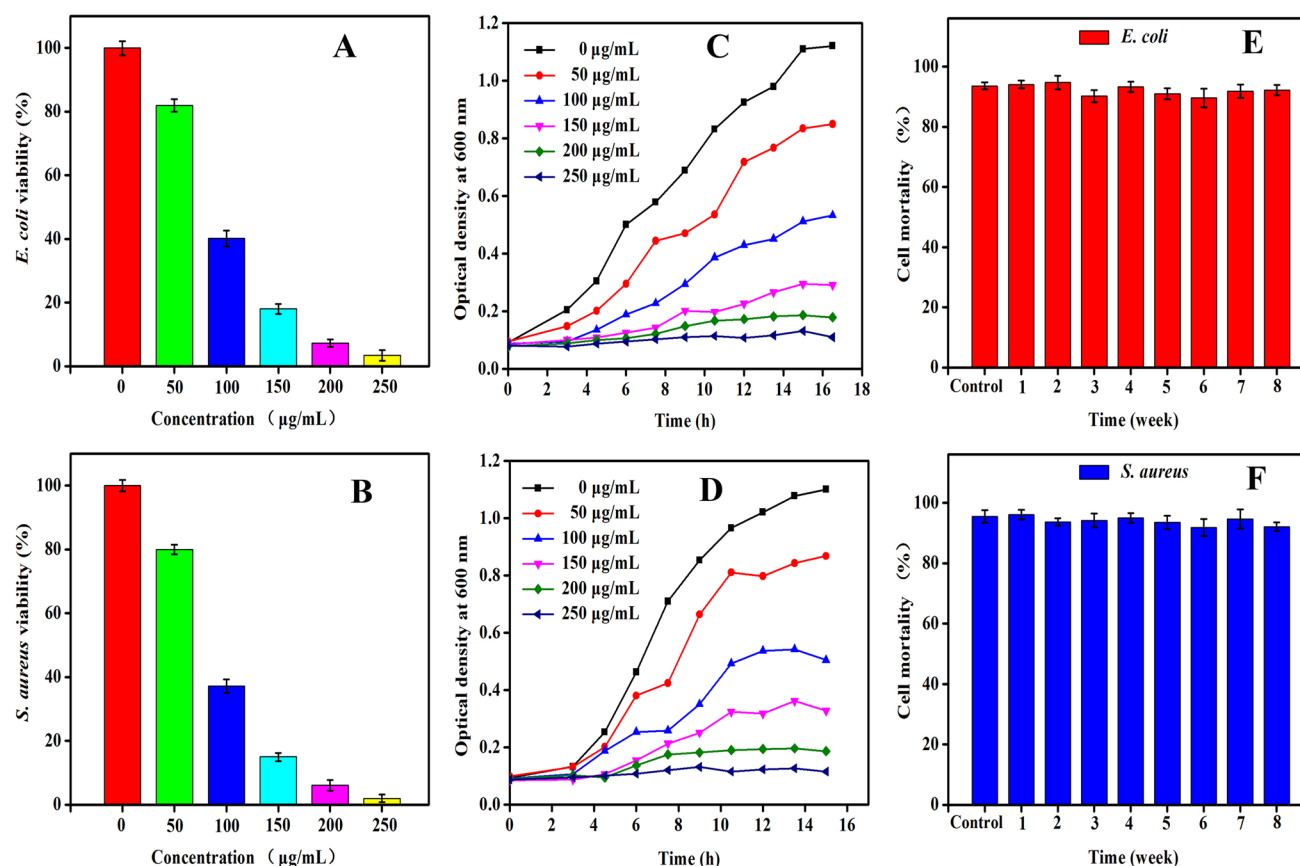 A
E. coli viability (%)
100
80
60
40
20
0
0 50 100 150 200 250
Concentration ( µg/mL)
C
Optical density at 600 nm
1.2
1.0
0.8
0.6
0.4
0.2
0.0
0 µg/mL
50 µg/mL
100 µg/mL
150 µg/mL
200 µg/mL
250 µg/mL
0 2 4 6 8 10 12 14 16 18
Time (h)
E
E. coli
Cell mortality (%)
100
80
60
40
20
0
Control 1 2 3 4 5 6 7 8
Time (week)
B
S. aureus viability (%)
100
80
60
40
20
0
0 50 100 150 200 250
Concentration ( µg/mL)
D
Optical density at 600 nm
1.2
1.0
0.8
0.6
0.4
0.2
0.0
0 µg/mL
50 µg/mL
100 µg/mL
150 µg/mL
200 µg/mL
250 µg/mL
0 2 4 6 8 10 12 14 16
Time (h)
F
S. aureus
Cell mortality (%)
100
80
60
40
20
0
Control 1 2 3 4 5 6 7 8
Time (week)